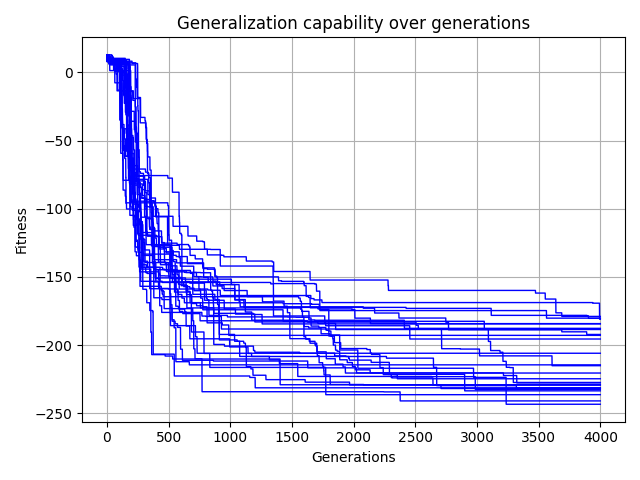 Generalization capability over generations
Fitness
0
−50
−100
−150
−200
−250
0 500 1000 1500 2000 2500 3000 3500 4000
Generations